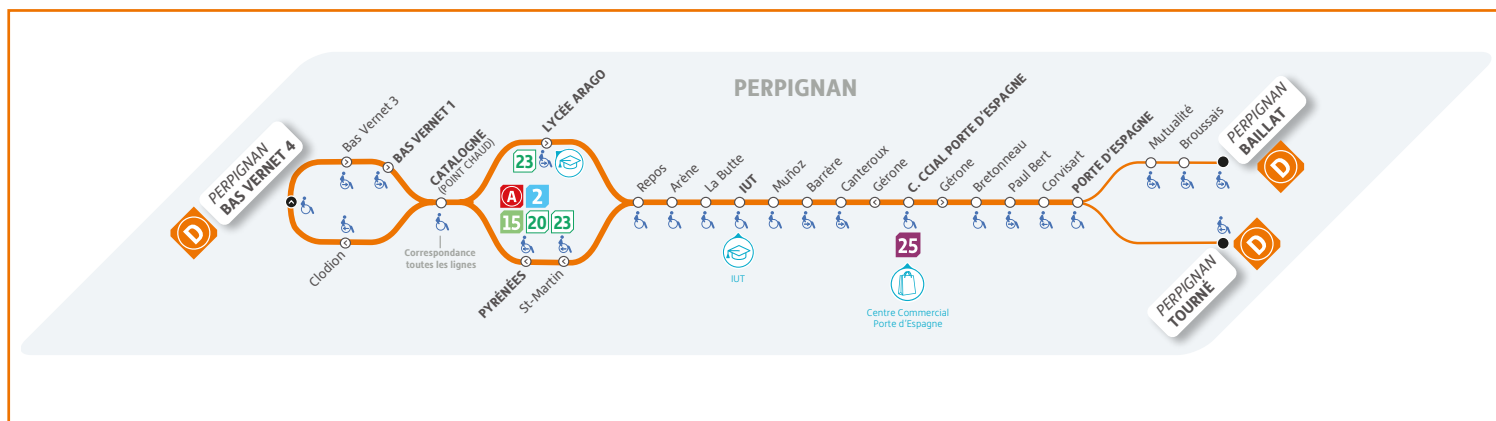 PERPIGNAN
D
PERPIGNAN
BAS VERNET 4
Bas Vernet 3
BAS VERNET 1
Clodion
CATALOGNE
(POINT CHAUD)
Correspondance
toutes les lignes
LYCÉE ARAGO
23
A 2
15 20 23
PYRÉNÉES
St-Martin
Repos
Arène
La Butte
IUT
IUT
Muñoz
Barrère
Canteroux
Gérone
C. CCIAL PORTE D'ESPAGNE
25
Centre Commercial
Porte d'Espagne
Gérone
Bretonneau
Paul Bert
Corvisart
PORTE D'ESPAGNE
Mutualité
Broussais
PERPIGNAN
BAILLAT
D
PERPIGNAN
TOURNÉ
D